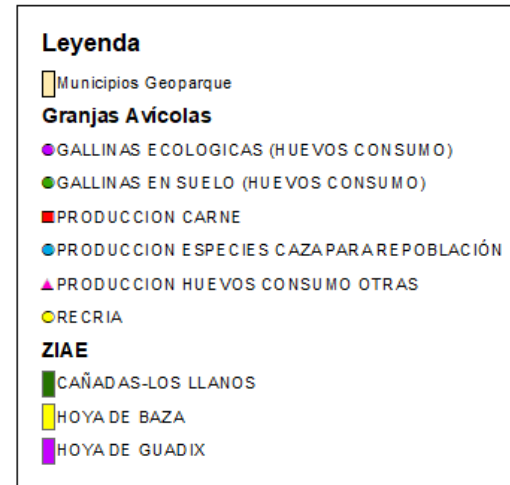 Leyenda
Municipios Geoparque
Granjas Avícolas
GALLINAS ECOLOGICAS (HUEVOS CONSUMO)
GALLINAS EN SUELO (HUEVOS CONSUMO)
PRODUCCION CARNE
PRODUCCION ESPECIES CAZA PARA REPOBLACIÓN
PRODUCCION HUEVOS CONSUMO OTRAS
RECRIA
ZIAE
CAÑADAS-LOS LLANOS
HOYA DE BAZA
HOYA DE GUADIX